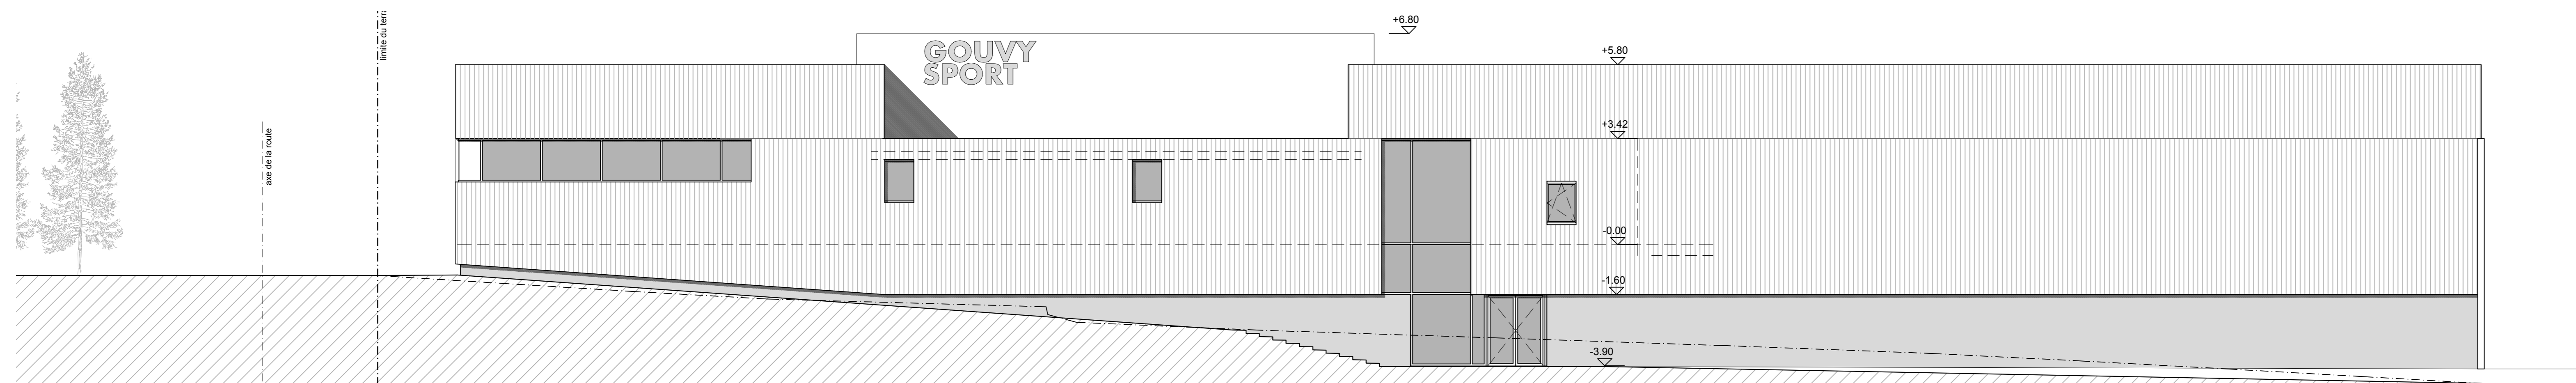 limite du terr
+6.80
GOUVY
SPORT
+5.80
axe de la route
+3.42
-0.00
-1.60
-3.90